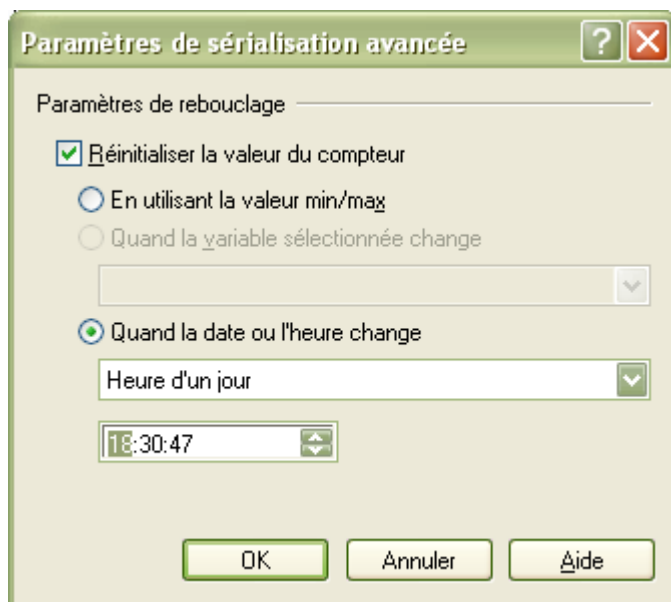 Paramètres de sérialisation avancée
Paramètres de rebouclage
Réinitialiser la valeur du compteur
En utilisant la valeur min/max
Quand la variable sélectionnée change
Quand la date ou l'heure change
Heure d'un jour
18:30:47
OK Annuler Aide